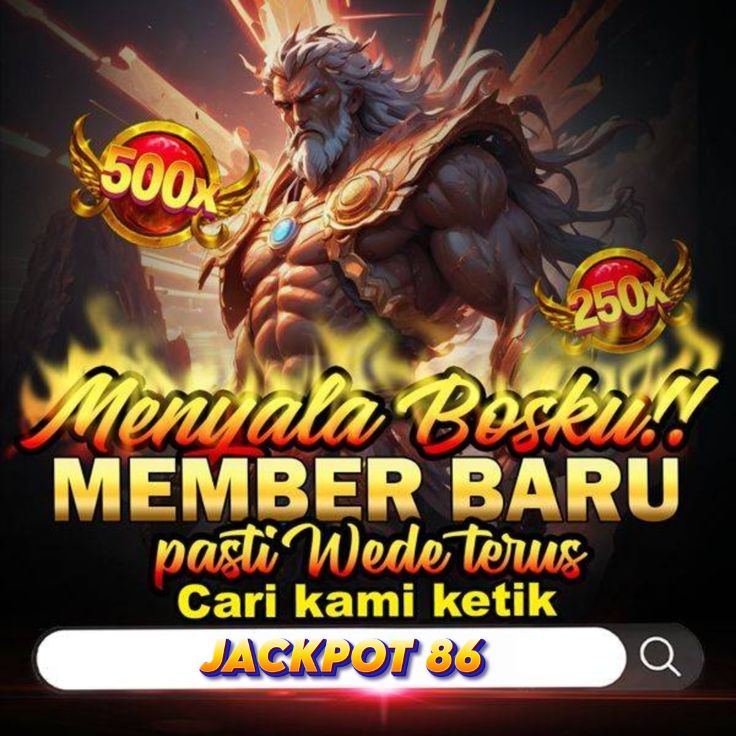 500x
250x
Menyala Bosku!!
MEMBER BARU
pasti Wede terus
Cari kami ketik
JACKPOT 86